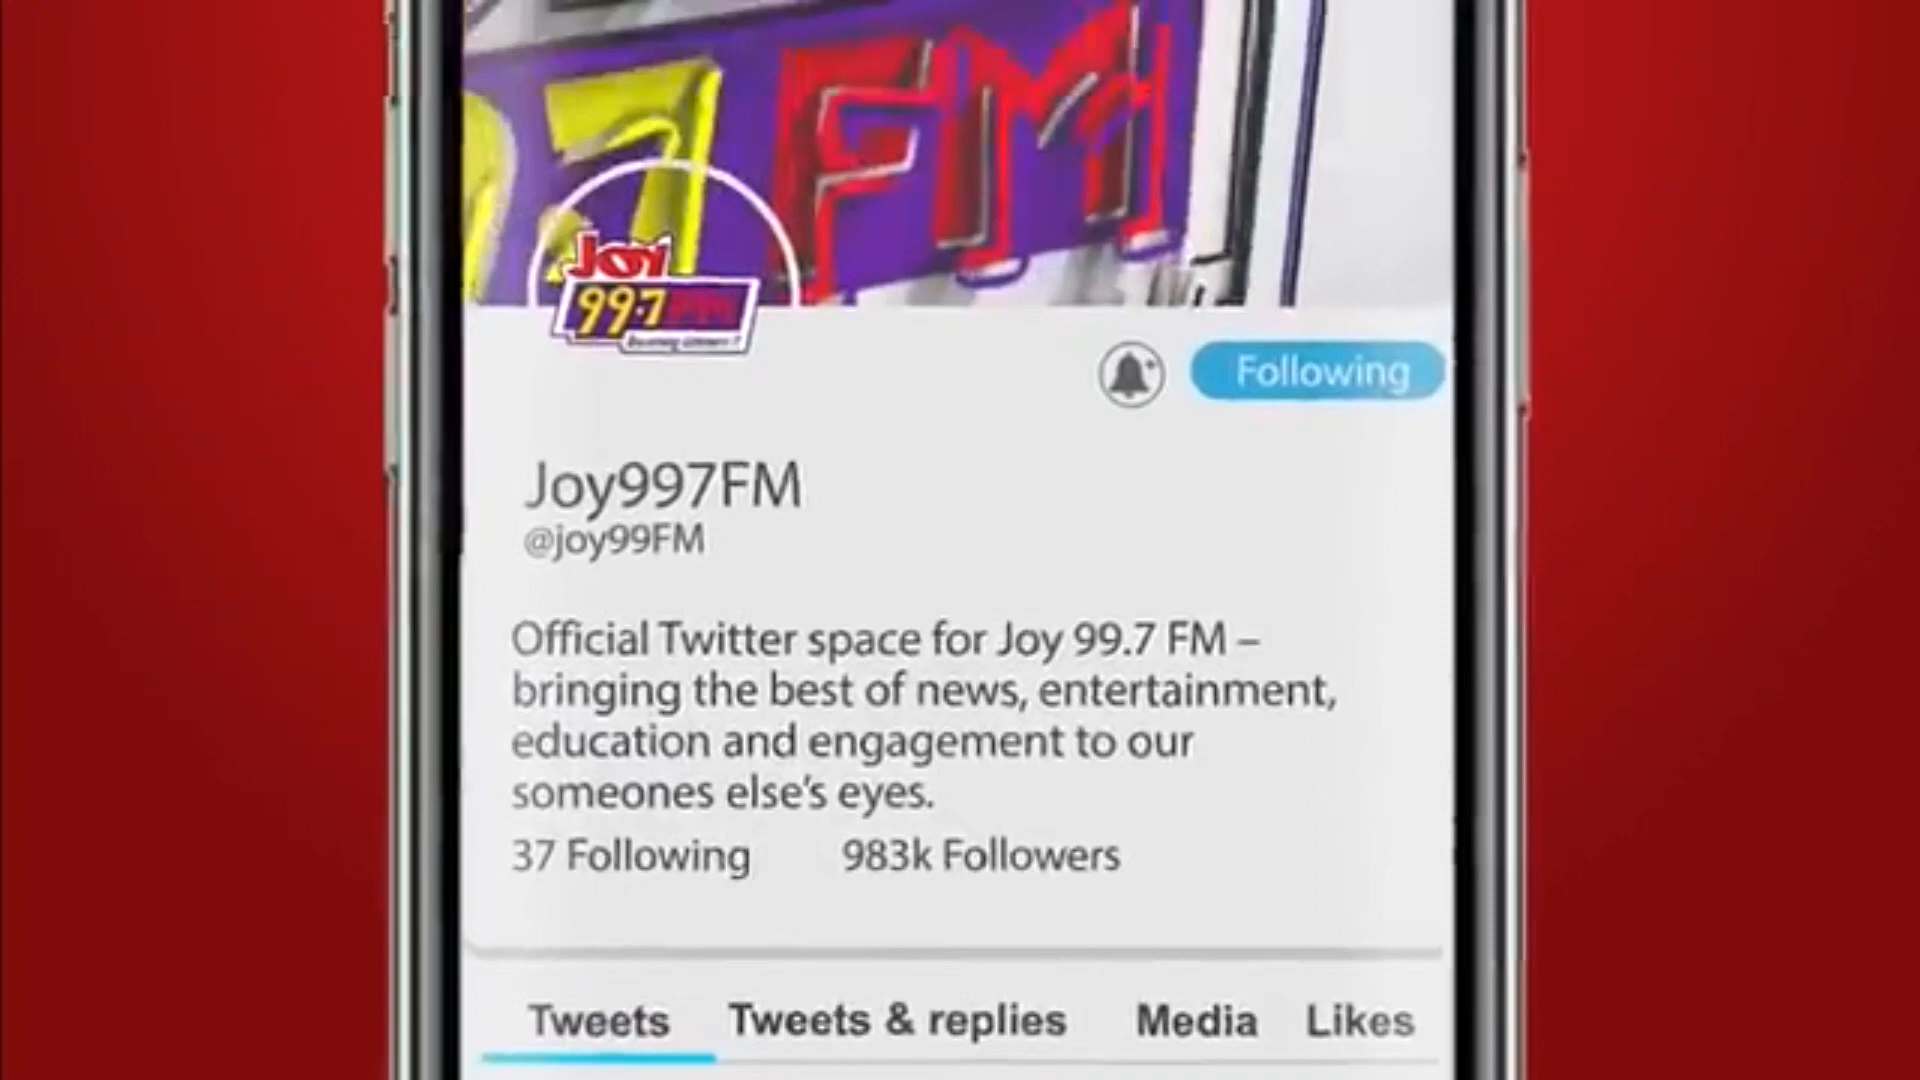 7 FM
Joy
99.7 FM
Following
Joy997FM
@joy99FM
Official Twitter space for Joy 99.7 FM –
bringing the best of news, entertainment,
education and engagement to our
someones else's eyes.
37 Following 983k Followers
Tweets Tweets & replies Media Likes